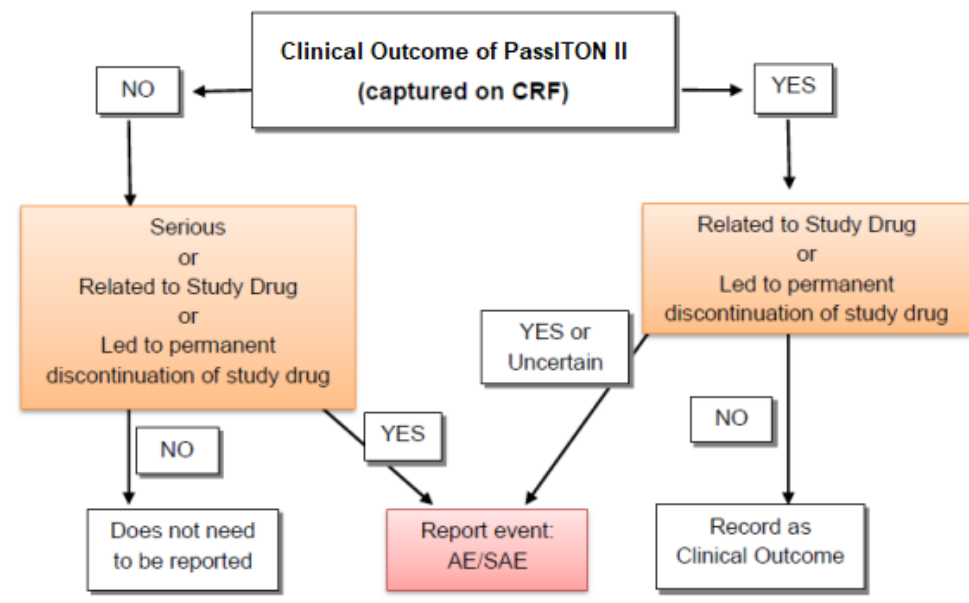 Clinical Outcome of PassITON II
(captured on CRF)
NO
YES
Serious
or
Related to Study Drug
or
Led to permanent
discontinuation of study drug
Related to Study Drug
or
Led to permanent
discontinuation of study drug
YES or
Uncertain
NO
YES
NO
Does not need
to be reported
Report event:
AE/SAE
Record as
Clinical Outcome